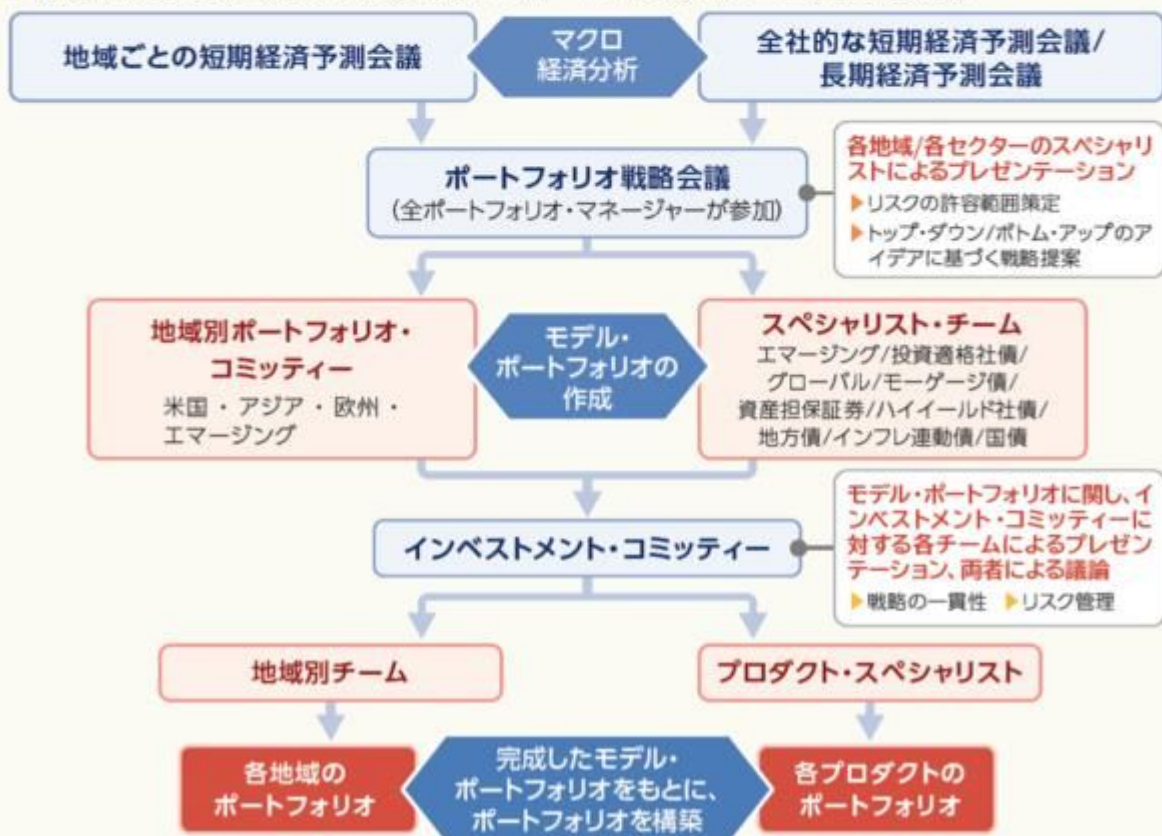 地域ごとの短期経済予測会議
マクロ
経済分析
全社的な短期経済予測会議/
長期経済予測会議
ポートフォリオ戦略会議
(全ポートフォリオ・マネージャーが参加)
各地域/各セクターのスペシャリ
ストによるプレゼンテーション
▶リスクの許容範囲策定
▶トップ・ダウン/ボトム・アップのア
イデアに基づく戦略提案
地域別ポートフォリオ・
コミッティー
米国・アジア・欧州・
エマージング
モデル・
ポートフォリオの
作成
スペシャリスト・チーム
エマージング/投資適格社債/
グローバル/モーゲージ債/
資産担保証券/ハイイールド社債/
地方債/インフレ連動債/国債
インベストメント・コミッティー
モデル・ポートフォリオに関し、イ
ンベストメント・コミッティーに
対する各チームによるプレゼン
テーション、両者による議論
▶戦略の一貫性 ▶リスク管理
地域別チーム
プロダクト・スペシャリスト
各地域の
ポートフォリオ
完成したモデル・
ポートフォリオをもとに、
ポートフォリオを構築
各プロダクトの
ポートフォリオ